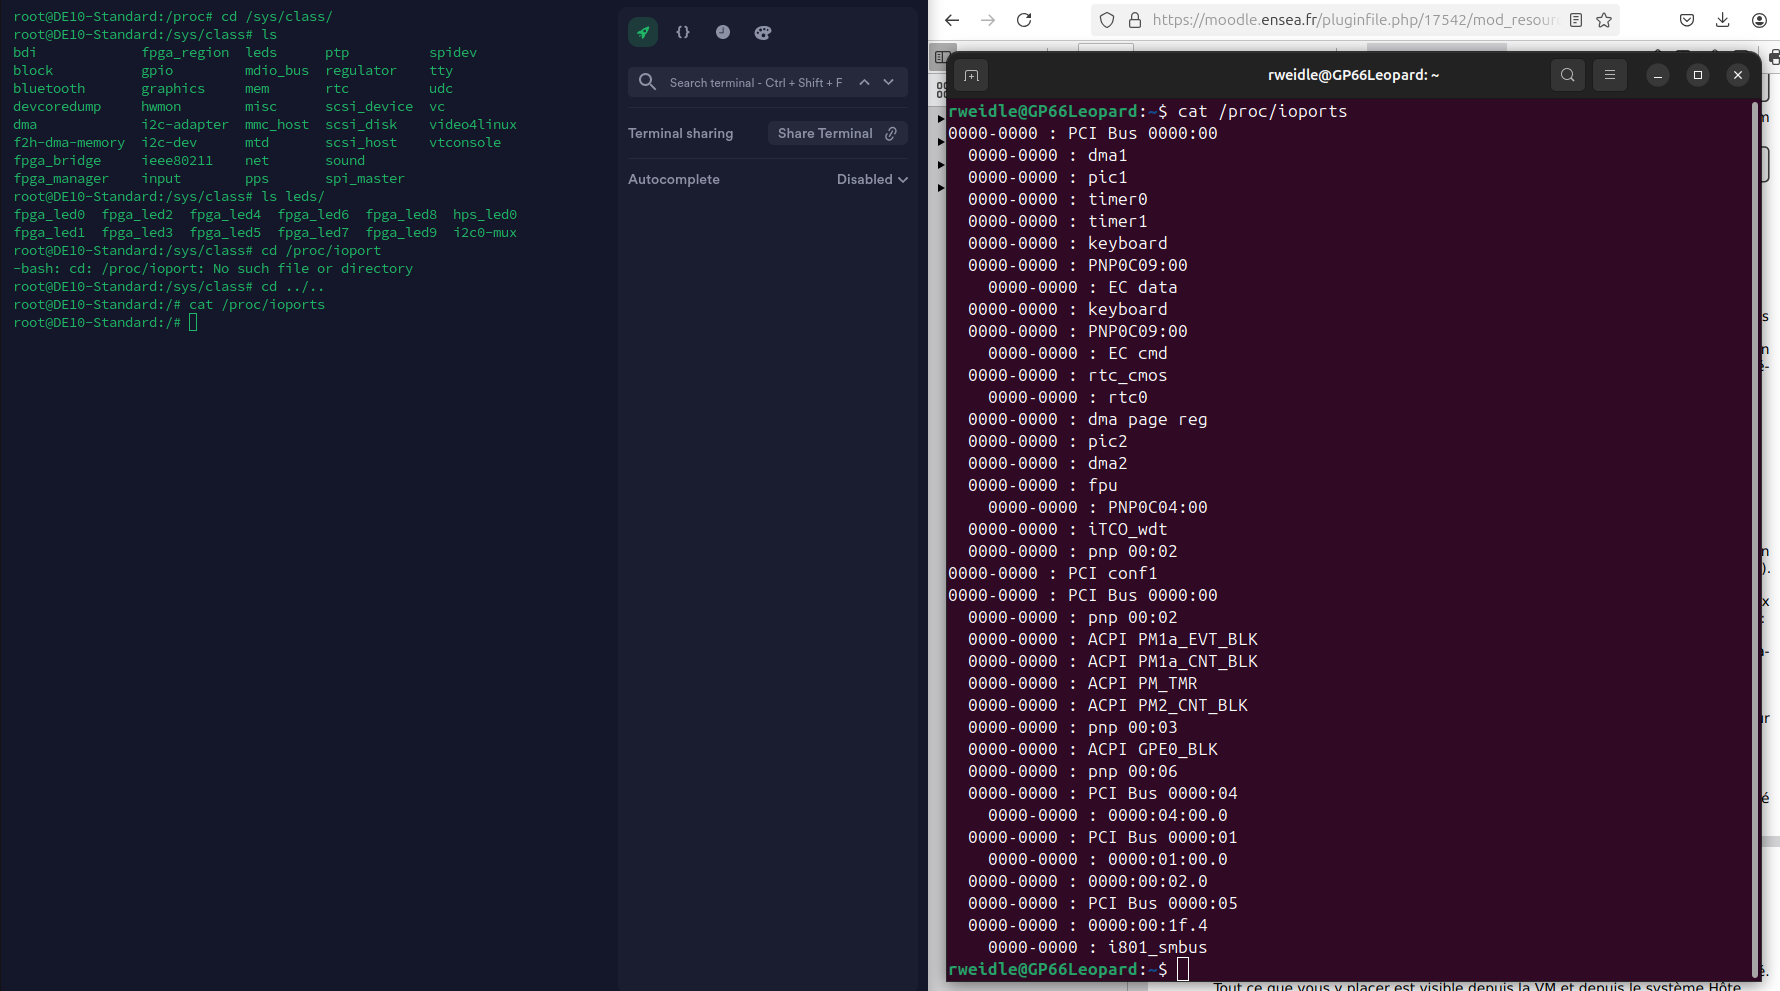 root@DE10-Standard:/proc# cd /sys/class/
root@DE10-Standard:/sys/class# ls
bdi fpga_region leds ptp spidev
block gpio mdio_bus regulator tty
bluetooth graphics mem rtc udc
devcoredump hwmon misc scsi_device vc
dma i2c-adapter mmc_host scsi_disk video4linux
f2h-dma-memory i2c-dev mtd scsi_host vtconsole
fpga_bridge ieee80211 net sound
fpga_manager input pps spi_master
root@DE10-Standard:/sys/class# ls leds/
fpga_led0 fpga_led2 fpga_led4 fpga_led6 fpga_led8 hps_led0
fpga_led1 fpga_led3 fpga_led5 fpga_led7 fpga_led9 i2c0-mux
root@DE10-Standard:/sys/class# cd /proc/ioport
-bash: cd: /proc/ioport: No such file or directory
root@DE10-Standard:/sys/class# cd ../..
root@DE10-Standard:/# cat /proc/ioports
root@DE10-Standard:/#
{}
Search terminal - Ctrl + Shift + F
Terminal sharing
Share Terminal
Autocomplete
Disabled
https://moodle.ensea.fr/pluginfile.php/17542/mod_resour
rweidle@GP66Leopard: ~
rweidle@GP66Leopard:~$ cat /proc/ioports
0000-0000 : PCI Bus 0000:00
0000-0000 : dma1
0000-0000 : pic1
0000-0000 : timer0
0000-0000 : timer1
0000-0000 : keyboard
0000-0000 : PNP0C09:00
0000-0000 : EC data
0000-0000 : keyboard
0000-0000 : PNP0C09:00
0000-0000 : EC cmd
0000-0000 : rtc_cmos
0000-0000 : rtc0
0000-0000 : dma page reg
0000-0000 : pic2
0000-0000 : dma2
0000-0000 : fpu
0000-0000 : PNP0C04:00
0000-0000 : iTCO_wdt
0000-0000 : pnp 00:02
0000-0000 : PCI conf1
0000-0000 : PCI Bus 0000:00
0000-0000 : pnp 00:02
0000-0000 : ACPI PM1a_EVT_BLK
0000-0000 : ACPI PM1a_CNT_BLK
0000-0000 : ACPI PM_TMR
0000-0000 : ACPI PM2_CNT_BLK
0000-0000 : pnp 00:03
0000-0000 : ACPI GPE0_BLK
0000-0000 : pnp 00:06
0000-0000 : PCI Bus 0000:04
0000-0000 : 0000:04:00.0
0000-0000 : PCI Bus 0000:01
0000-0000 : 0000:01:00.0
0000-0000 : 0000:00:02.0
0000-0000 : PCI Bus 0000:05
0000-0000 : 0000:00:1f.4
0000-0000 : i801_smbus
rweidle@GP66Leopard:~$
Tout ce que vous y placer est visible depuis la VM et depuis le système Hôte